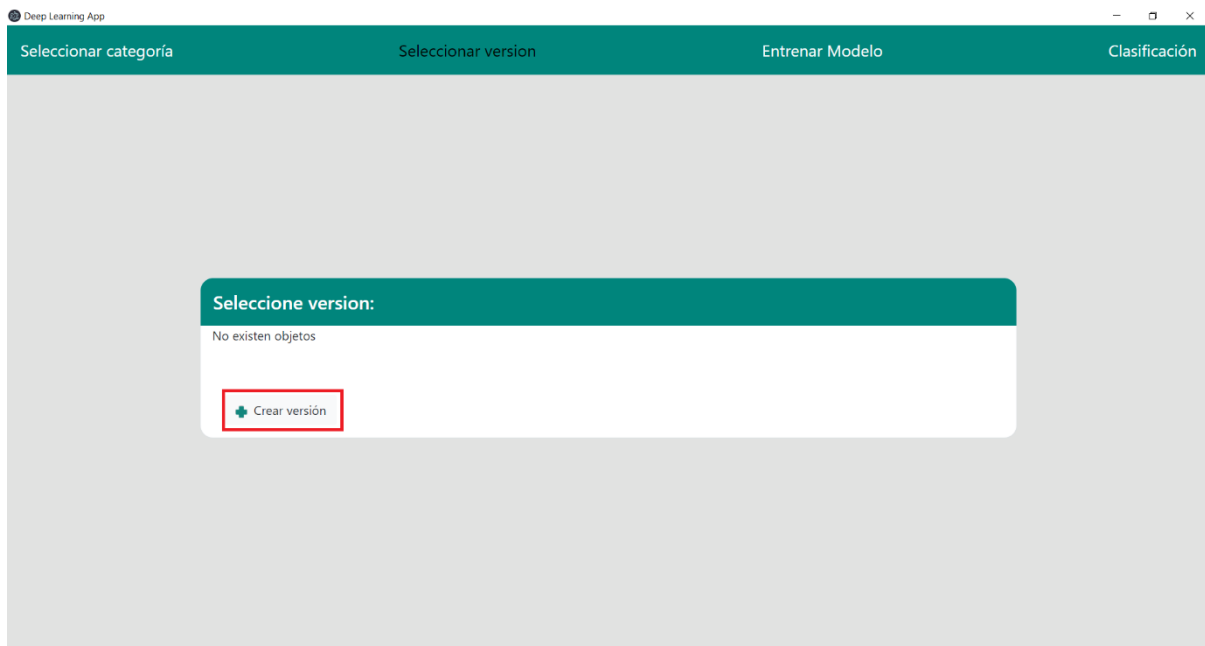 Deep Learning App
Seleccionar categoría Seleccionar version Entrenar Modelo Clasificación
Seleccione version:
No existen objetos
Crear versión